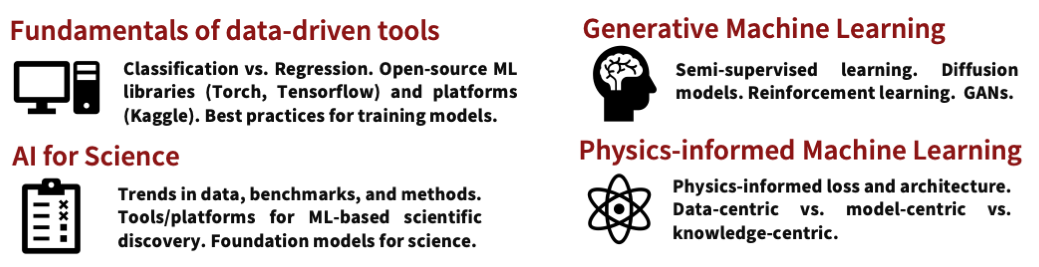 Fundamentals of data-driven tools
Classification vs. Regression. Open-source ML
libraries (Torch, Tensorflow) and platforms
(Kaggle). Best practices for training models.
AI for Science
Trends in data, benchmarks, and methods.
Tools/platforms for ML-based scientific
discovery. Foundation models for science.
Generative Machine Learning
Semi-supervised learning. Diffusion
models. Reinforcement learning. GANs.
Physics-informed Machine Learning
Physics-informed loss and architecture.
Data-centric vs. model-centric vs.
knowledge-centric.